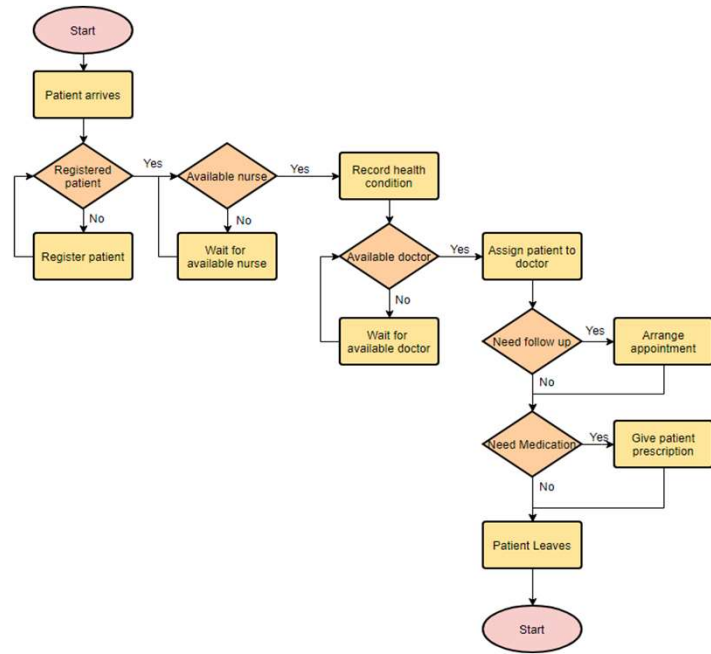 Start
Patient arrives
Registered
patient
Yes
No
Register patient
Available nurse
Yes
No
Wait for
available nurse
Record health
condition
Available doctor
Yes
No
Wait for
available doctor
Assign patient to
doctor
Need follow up
Yes
Arrange
appointment
No
Need Medication
Yes
Give patient
prescription
No
Patient Leaves
Start